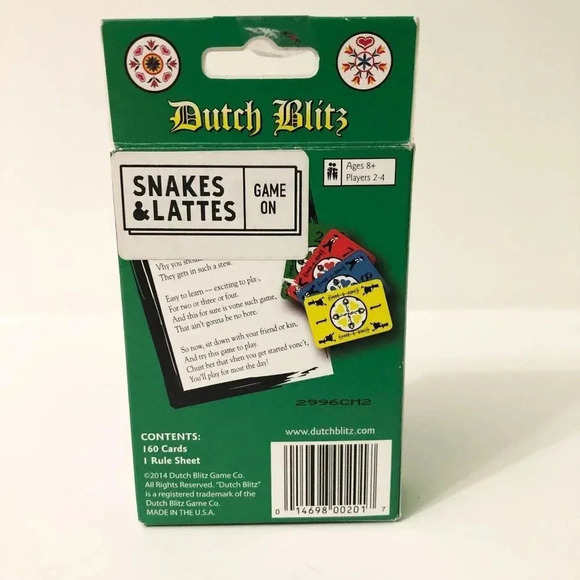 Dutch Blitz
SNAKES
& LATTES
GAME
ON
Ages 8+
Players 2-4
They gets in such a stew.
Easy to learn — exciting to pla
For two or three or four.
And this for sure is vone such game,
That ain't gonna be no bore.
So now, sit down with your friend or kin,
And try this game to play.
Chust bet that vhen you get started vonc't,
You'll play for most the day!
2996CM2
CONTENTS:
160 Cards
1 Rule Sheet
©2014 Dutch Blitz Game Co.
All Rights Reserved. "Dutch Blitz"
is a registered trademark of the
Dutch Blitz Game Co.
MADE IN THE U.S.A.
www.dutchblitz.com
0 14698 00201 7